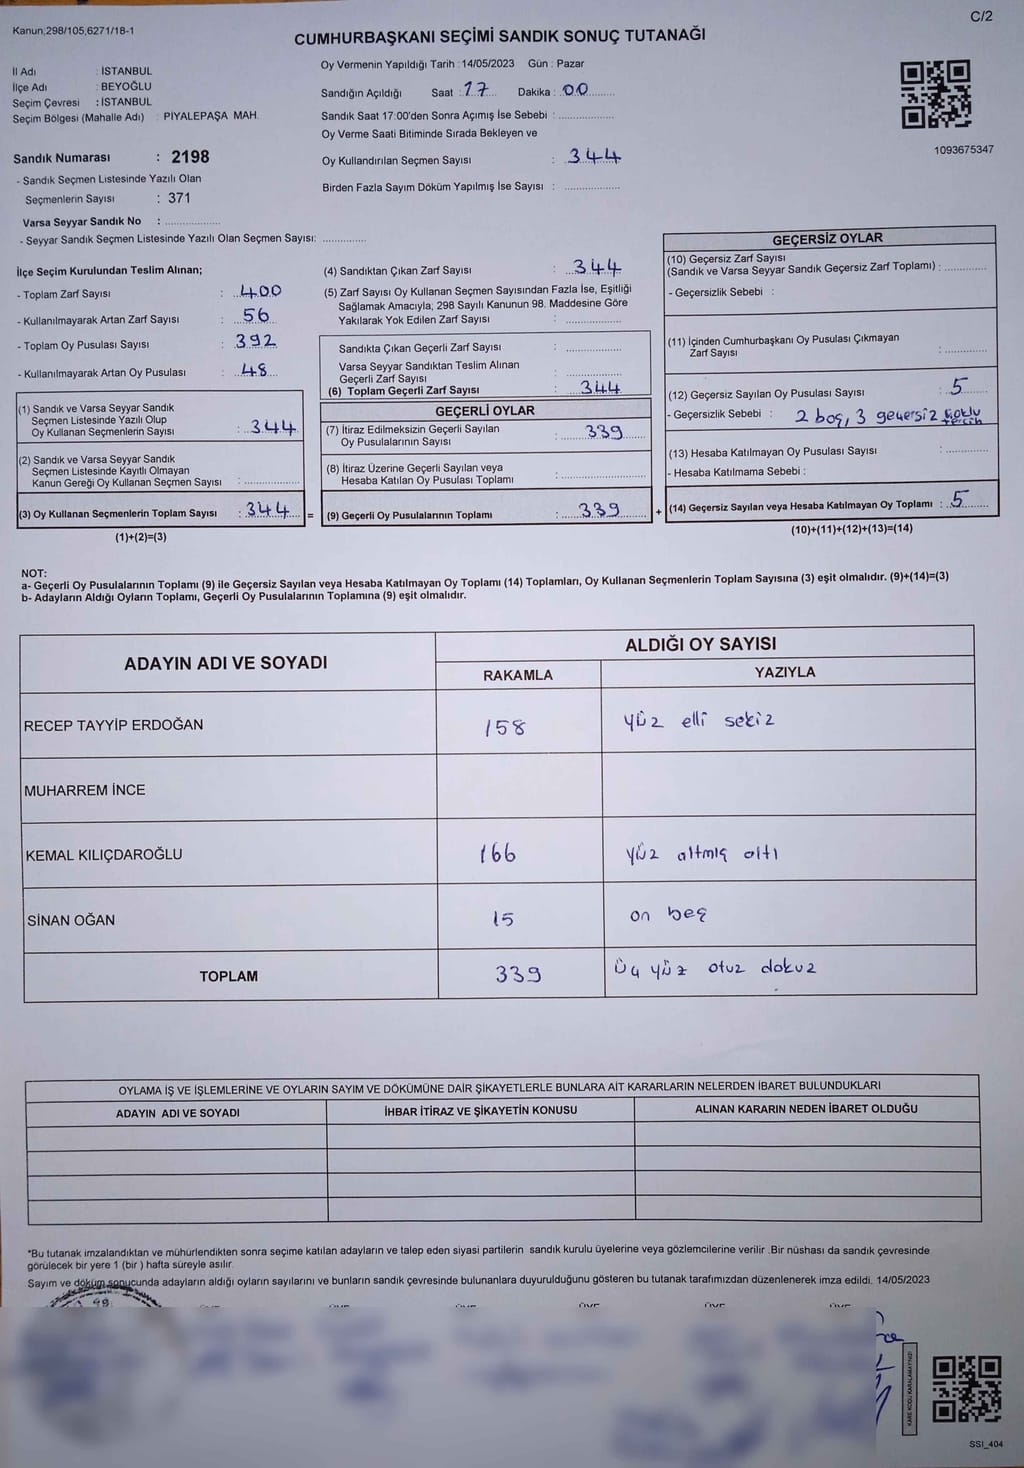 Kanun;298/105;6271/18-1
C/2
CUMHURBAŞKANI SEÇİMİ SANDIK SONUÇ TUTANAĞI
İl Adı : İSTANBUL
İlçe Adı : BEYOĞLU
Seçim Çevresi : İSTANBUL
Seçim Bölgesi (Mahalle Adı) : PİYALEPAŞA MAH.
Sandık Numarası : 2198
- Sandık Seçmen Listesinde Yazılı Olan
Seçmenlerin Sayısı : 371
Varsa Seyyar Sandık No : ....................
- Seyyar Sandık Seçmen Listesinde Yazılı Olan Seçmen Sayısı: ................
Oy Vermenin Yapıldığı Tarih : 14/05/2023 Gün : Pazar
Sandığın Açıldığı Saat : 17 Dakika : 00
Sandık Saat 17:00'den Sonra Açımış İse Sebebi : ....................
Oy Verme Saati Bitiminde Sırada Bekleyen ve
Oy Kullandırılan Seçmen Sayısı : 344
Birden Fazla Sayım Döküm Yapılmış İse Sayısı : ....................
1093675347
İlçe Seçim Kurulundan Teslim Alınan;
- Toplam Zarf Sayısı : 400
- Kullanılmayarak Artan Zarf Sayısı : 56
- Toplam Oy Pusulası Sayısı : 392
- Kullanılmayarak Artan Oy Pusulası : 48
(1) Sandık ve Varsa Seyyar Sandık
Seçmen Listesinde Yazılı Olup
Oy Kullanan Seçmenlerin Sayısı : 344
(2) Sandık ve Varsa Seyyar Sandık
Seçmen Listesinde Kayıtlı Olmayan
Kanun Gereği Oy Kullanan Seçmen Sayısı : ....................
(3) Oy Kullanan Seçmenlerin Toplam Sayısı : 344 =
(1)+(2)=(3)
(4) Sandıktan Çıkan Zarf Sayısı : 344
(5) Zarf Sayısı Oy Kullanan Seçmen Sayısından Fazla İse, Eşitliği
Sağlamak Amacıyla; 298 Sayılı Kanunun 98. Maddesine Göre
Yakılarak Yok Edilen Zarf Sayısı : ....................
Sandıkta Çıkan Geçerli Zarf Sayısı : ....................
Varsa Seyyar Sandıktan Teslim Alınan
Geçerli Zarf Sayısı : ....................
(6) Toplam Geçerli Zarf Sayısı : 344
GEÇERLİ OYLAR
(7) İtiraz Edilmeksizin Geçerli Sayılan
Oy Pusulalarının Sayısı : 339
(8) İtiraz Üzerine Geçerli Sayılan veya
Hesaba Katılan Oy Pusulası Toplamı : ....................
(9) Geçerli Oy Pusulalarının Toplamı : 339 +
GEÇERSİZ OYLAR
(10) Geçersiz Zarf Sayısı
(Sandık ve Varsa Seyyar Sandık Geçersiz Zarf Toplamı) : ................
- Geçersizlik Sebebi :
(11) İçinden Cumhurbaşkanı Oy Pusulası Çıkmayan
Zarf Sayısı : ................
(12) Geçersiz Sayılan Oy Pusulası Sayısı : 5
- Geçersizlik Sebebi : 2 boş, 3 geçersiz tercih
(13) Hesaba Katılmayan Oy Pusulası Sayısı : ................
- Hesaba Katılmama Sebebi :
(14) Geçersiz Sayılan veya Hesaba Katılmayan Oy Toplamı : 5
(10)+(11)+(12)+(13)=(14)
NOT:
a- Geçerli Oy Pusulalarının Toplamı (9) ile Geçersiz Sayılan veya Hesaba Katılmayan Oy Toplamı (14) Toplamları, Oy Kullanan Seçmenlerin Toplam Sayısına (3) eşit olmalıdır. (9)+(14)=(3)
b- Adayların Aldığı Oyların Toplamı, Geçerli Oy Pusulalarının Toplamına (9) eşit olmalıdır.
ADAYIN ADI VE SOYADI ALDIĞI OY SAYISI
RAKAMLA YAZIYLA
RECEP TAYYİP ERDOĞAN 158 yüz elli sekiz
MUHARREM İNCE
KEMAL KILIÇDAROĞLU 166 yüz altmış altı
SİNAN OĞAN 15 on beş
TOPLAM 339 üç yüz otuz dokuz
OYLAMA İŞ VE İŞLEMLERİNE VE OYLARIN SAYIM VE DÖKÜMÜNE DAİR ŞİKAYETLERLE BUNLARA AİT KARARLARIN NELERDEN İBARET BULUNDUKLARI
ADAYIN ADI VE SOYADI İHBAR İTİRAZ VE ŞİKAYETİN KONUSU ALINAN KARARIN NEDEN İBARET OLDUĞU
*Bu tutanak imzalandıktan ve mühürlendikten sonra seçime katılan adayların ve talep eden siyasi partilerin sandık kurulu üyelerine veya gözlemcilerine verilir .Bir nüshası da sandık çevresinde
görülecek bir yere 1 (bir ) hafta süreyle asılır.
Sayım ve döküm sonucunda adayların aldığı oyların sayılarını ve bunların sandık çevresinde bulunanlara duyurulduğunu gösteren bu tutanak tarafımızdan düzenlenerek imza edildi. 14/05/2023
KARE KODU KARALAMAYINIZ!
SSI_404